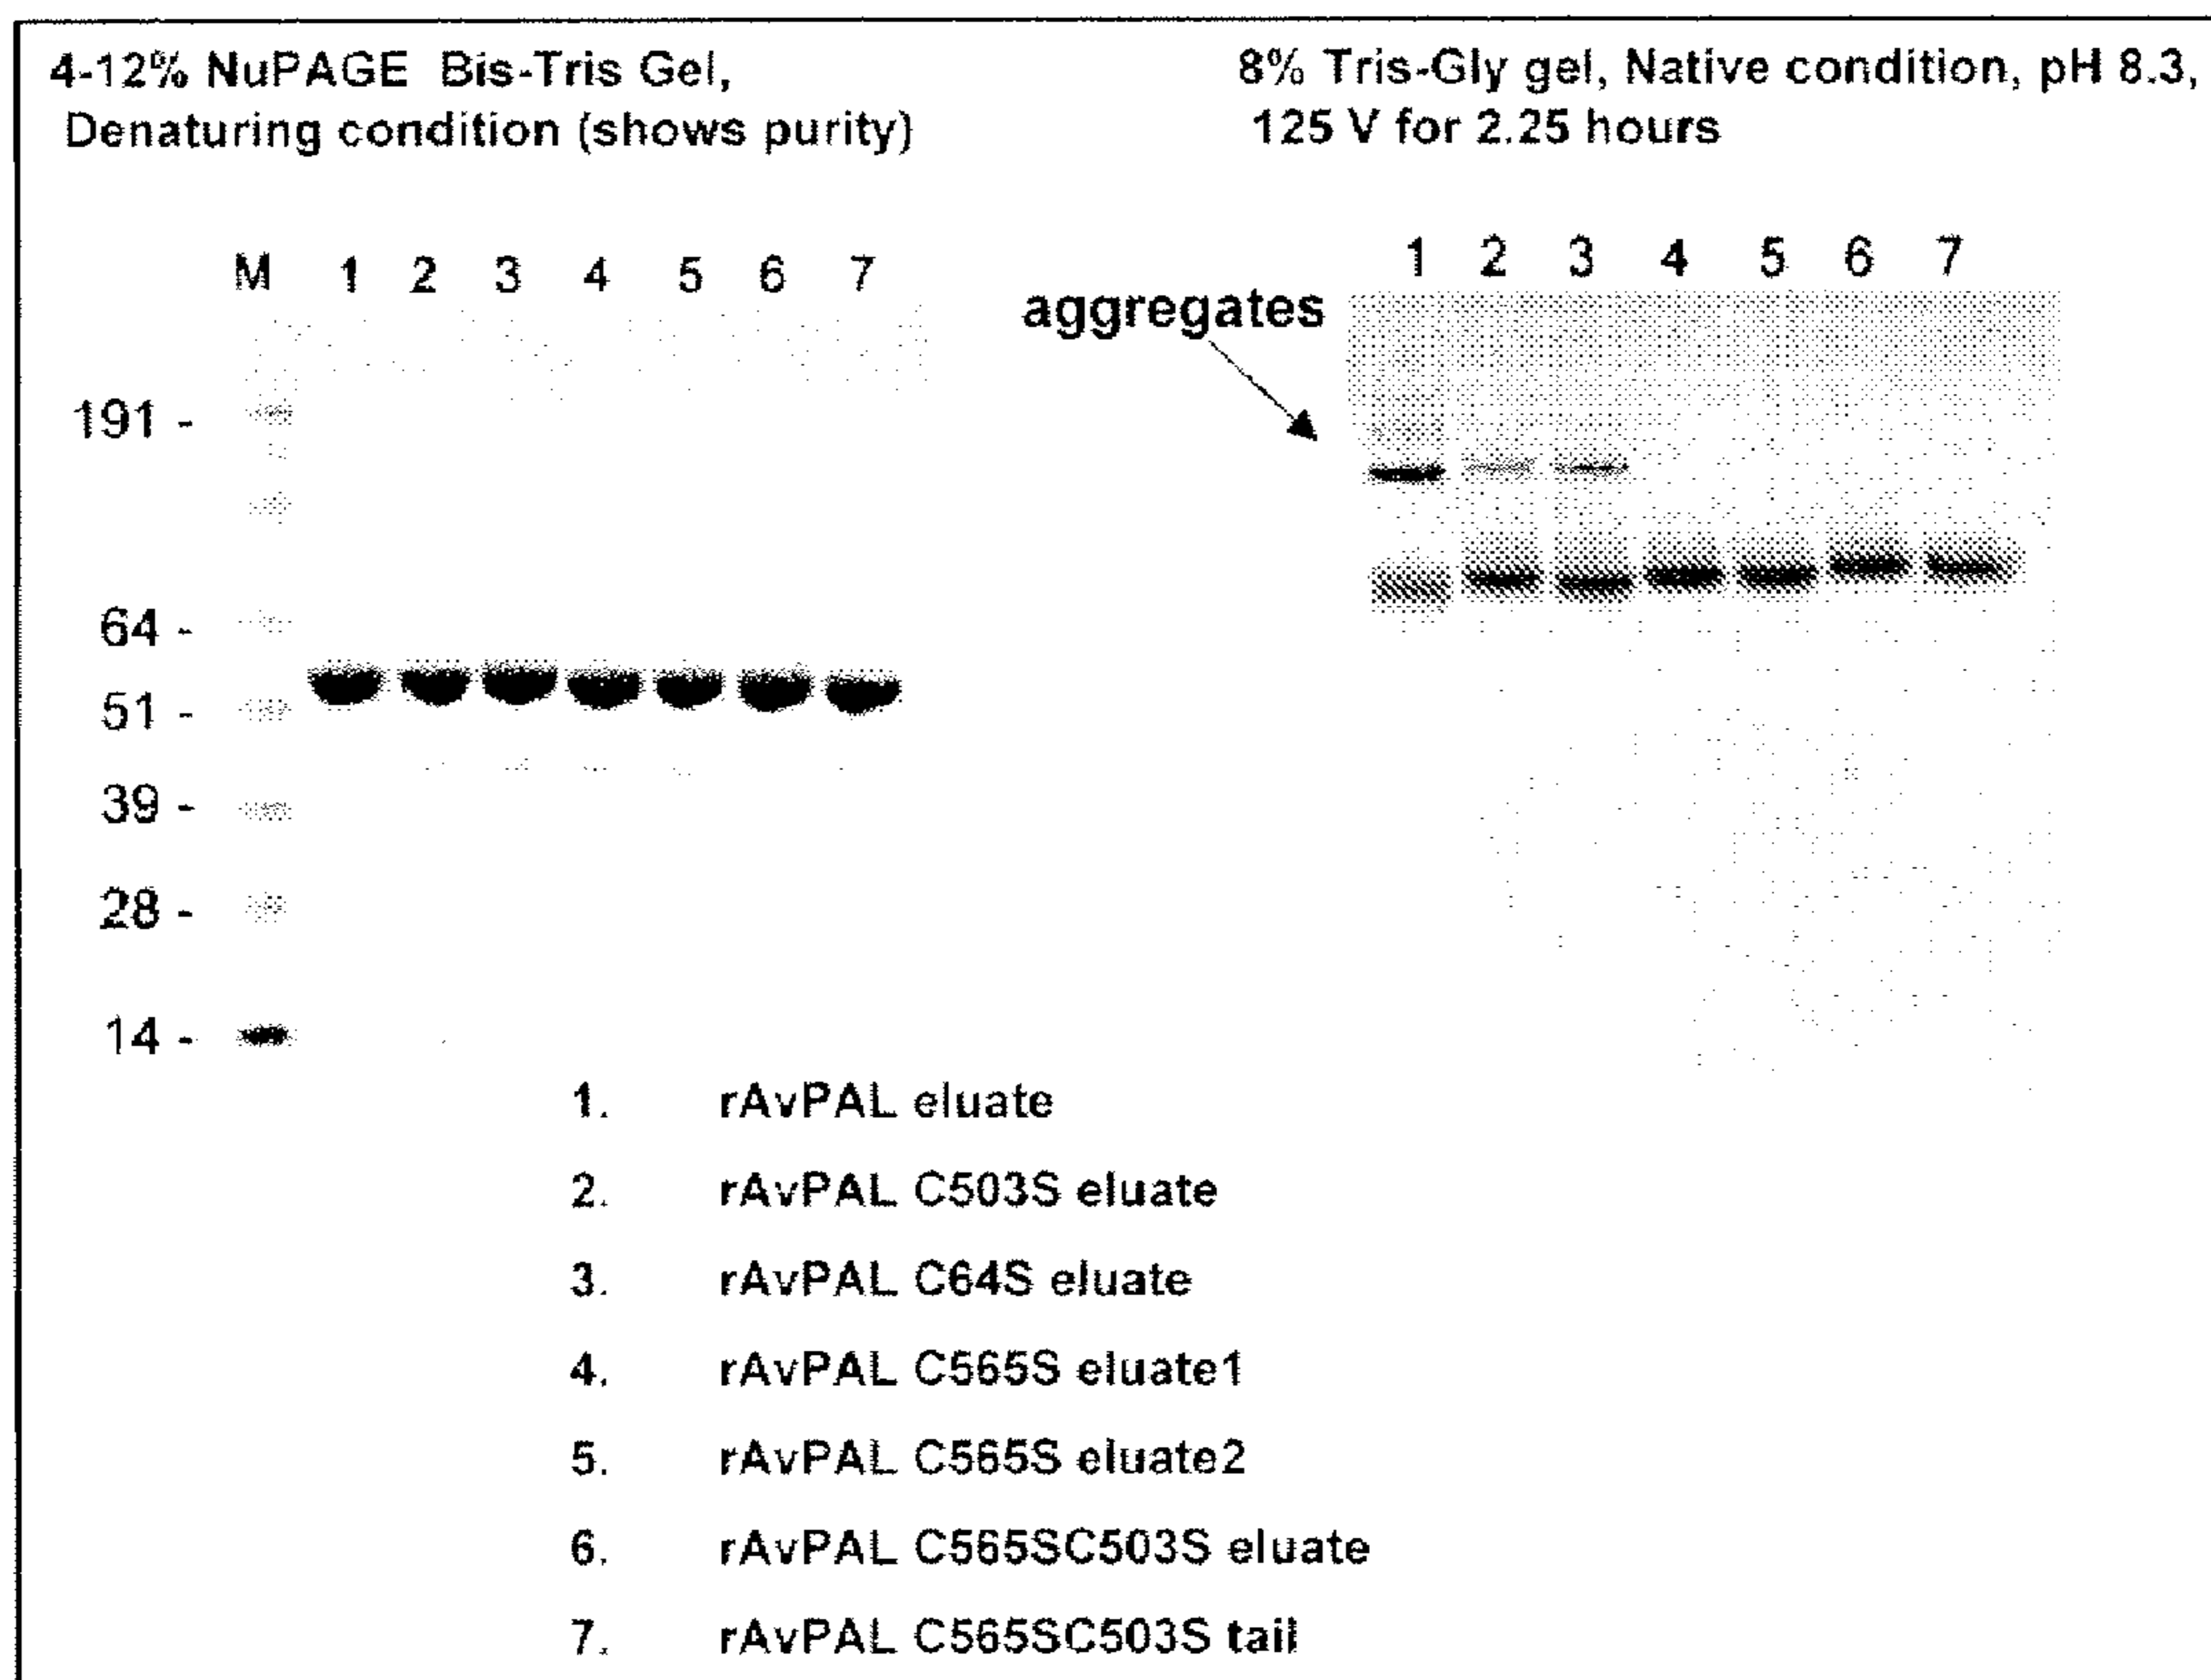 4-12% NuPAGE Bis-Tris Gel,
Denaturing condition (shows purity)
8% Tris-Gly gel, Native condition, pH 8.3,
125 V for 2.25 hours
M 1 2 3 4 5 6 7
1 2 3 4 5 6 7
aggregates
191 -
64 -
51 -
39 -
28 -
14 -
1. rAvPAL eluate
2. rAvPAL C503S eluate
3. rAvPAL C64S eluate
4. rAvPAL C565S eluate1
5. rAvPAL C565S eluate2
6. rAvPAL C565SC503S eluate
7. rAvPAL C565SC503S tail